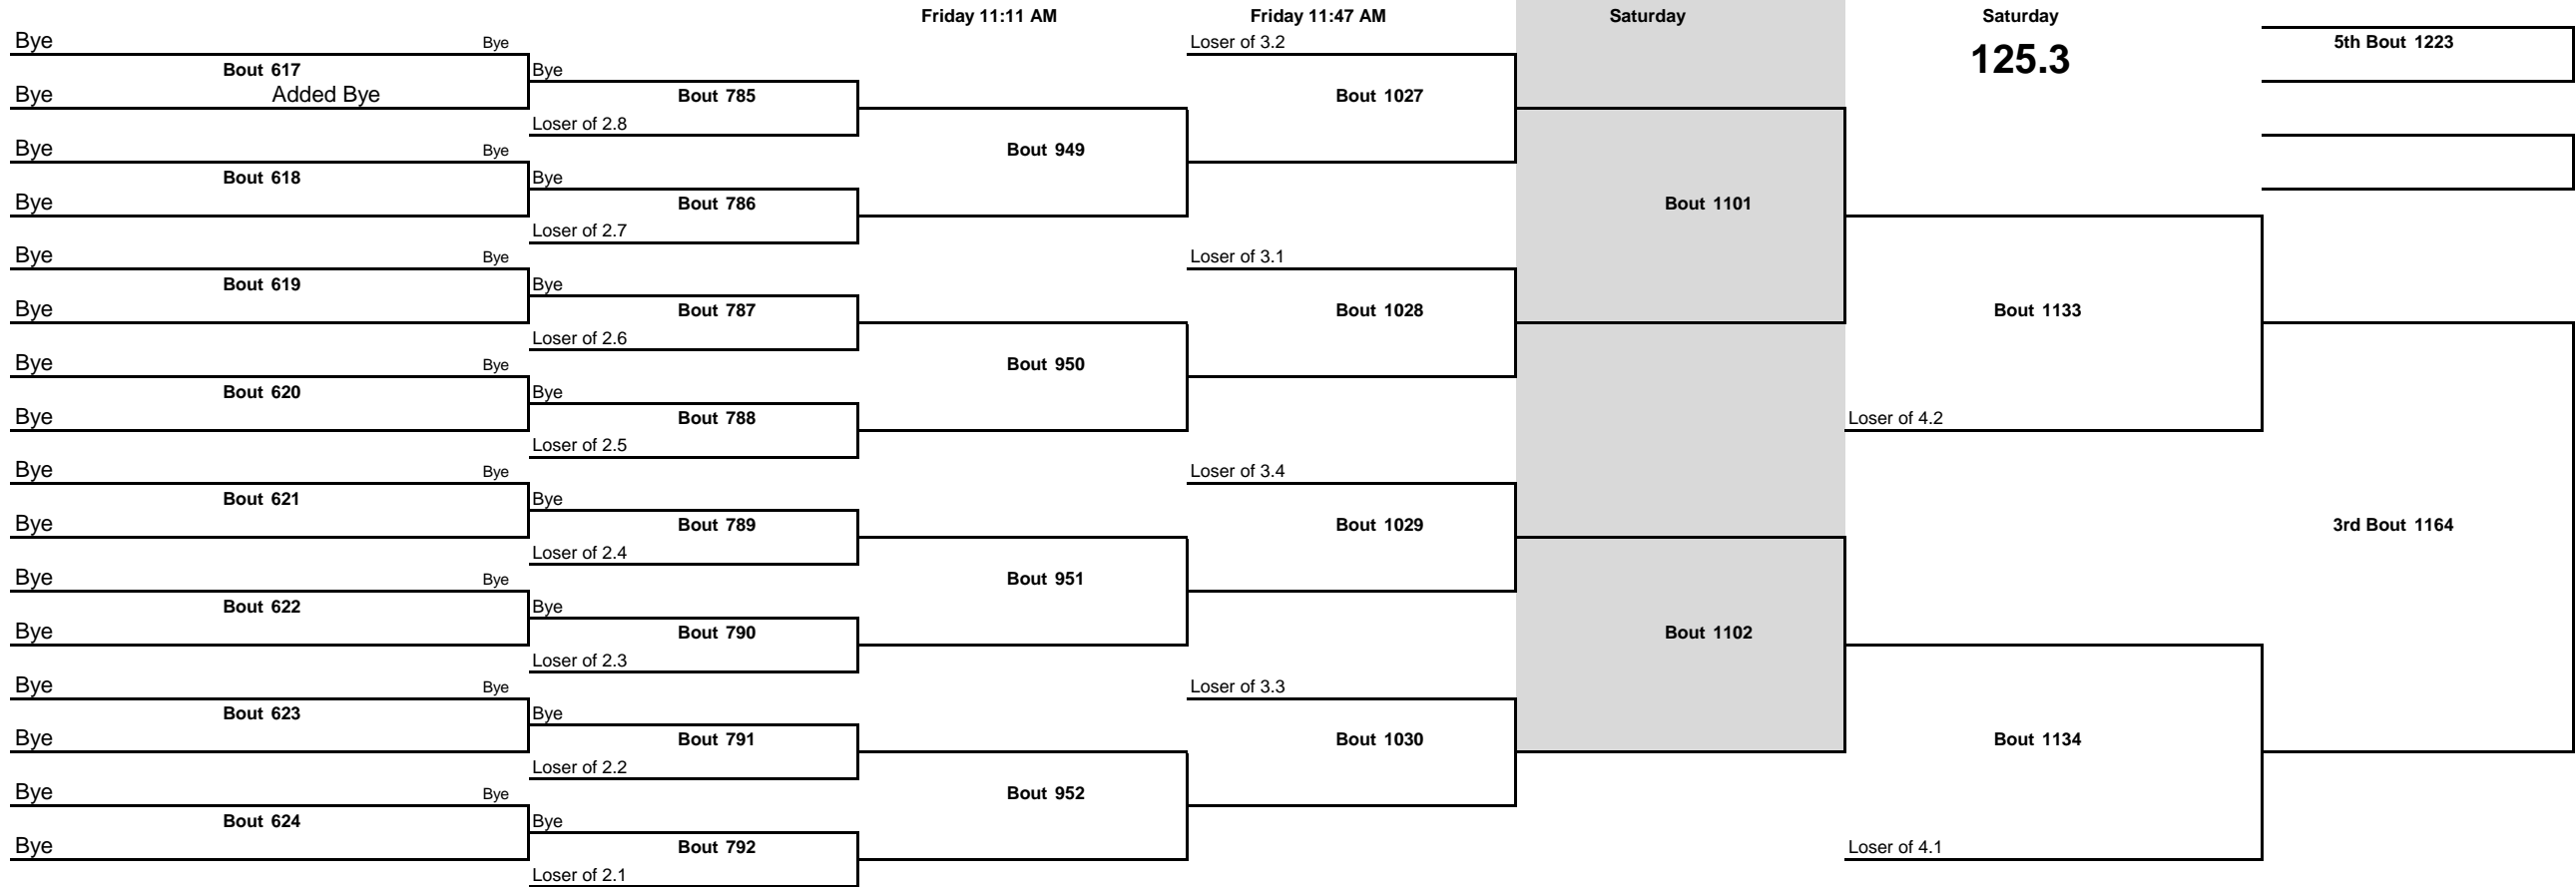 Friday 11:11 AM Friday 11:47 AM Saturday Saturday
Bye Bye Loser of 3.2 5th Bout 1223
125.3
Bout 617 Bye
Bye Added Bye Bout 785 Bout 1027
Loser of 2.8
Bye Bye Bout 949
Bout 618 Bye
Bye Bout 786 Bout 1101
Loser of 2.7
Bye Bye Loser of 3.1
Bout 619 Bye
Bye Bout 787 Bout 1028 Bout 1133
Loser of 2.6
Bye Bye Bout 950
Bout 620 Bye
Bye Bout 788 Loser of 4.2
Loser of 2.5
Bye Bye Loser of 3.4
Bout 621 Bye
Bye Bout 789 Bout 1029 3rd Bout 1164
Loser of 2.4
Bye Bye Bout 951
Bout 622 Bye
Bye Bout 790 Bout 1102
Loser of 2.3
Bye Bye Loser of 3.3
Bout 623 Bye
Bye Bout 791 Bout 1030 Bout 1134
Loser of 2.2
Bye Bye Bout 952
Bout 624 Bye
Bye Bout 792 Loser of 4.1
Loser of 2.1